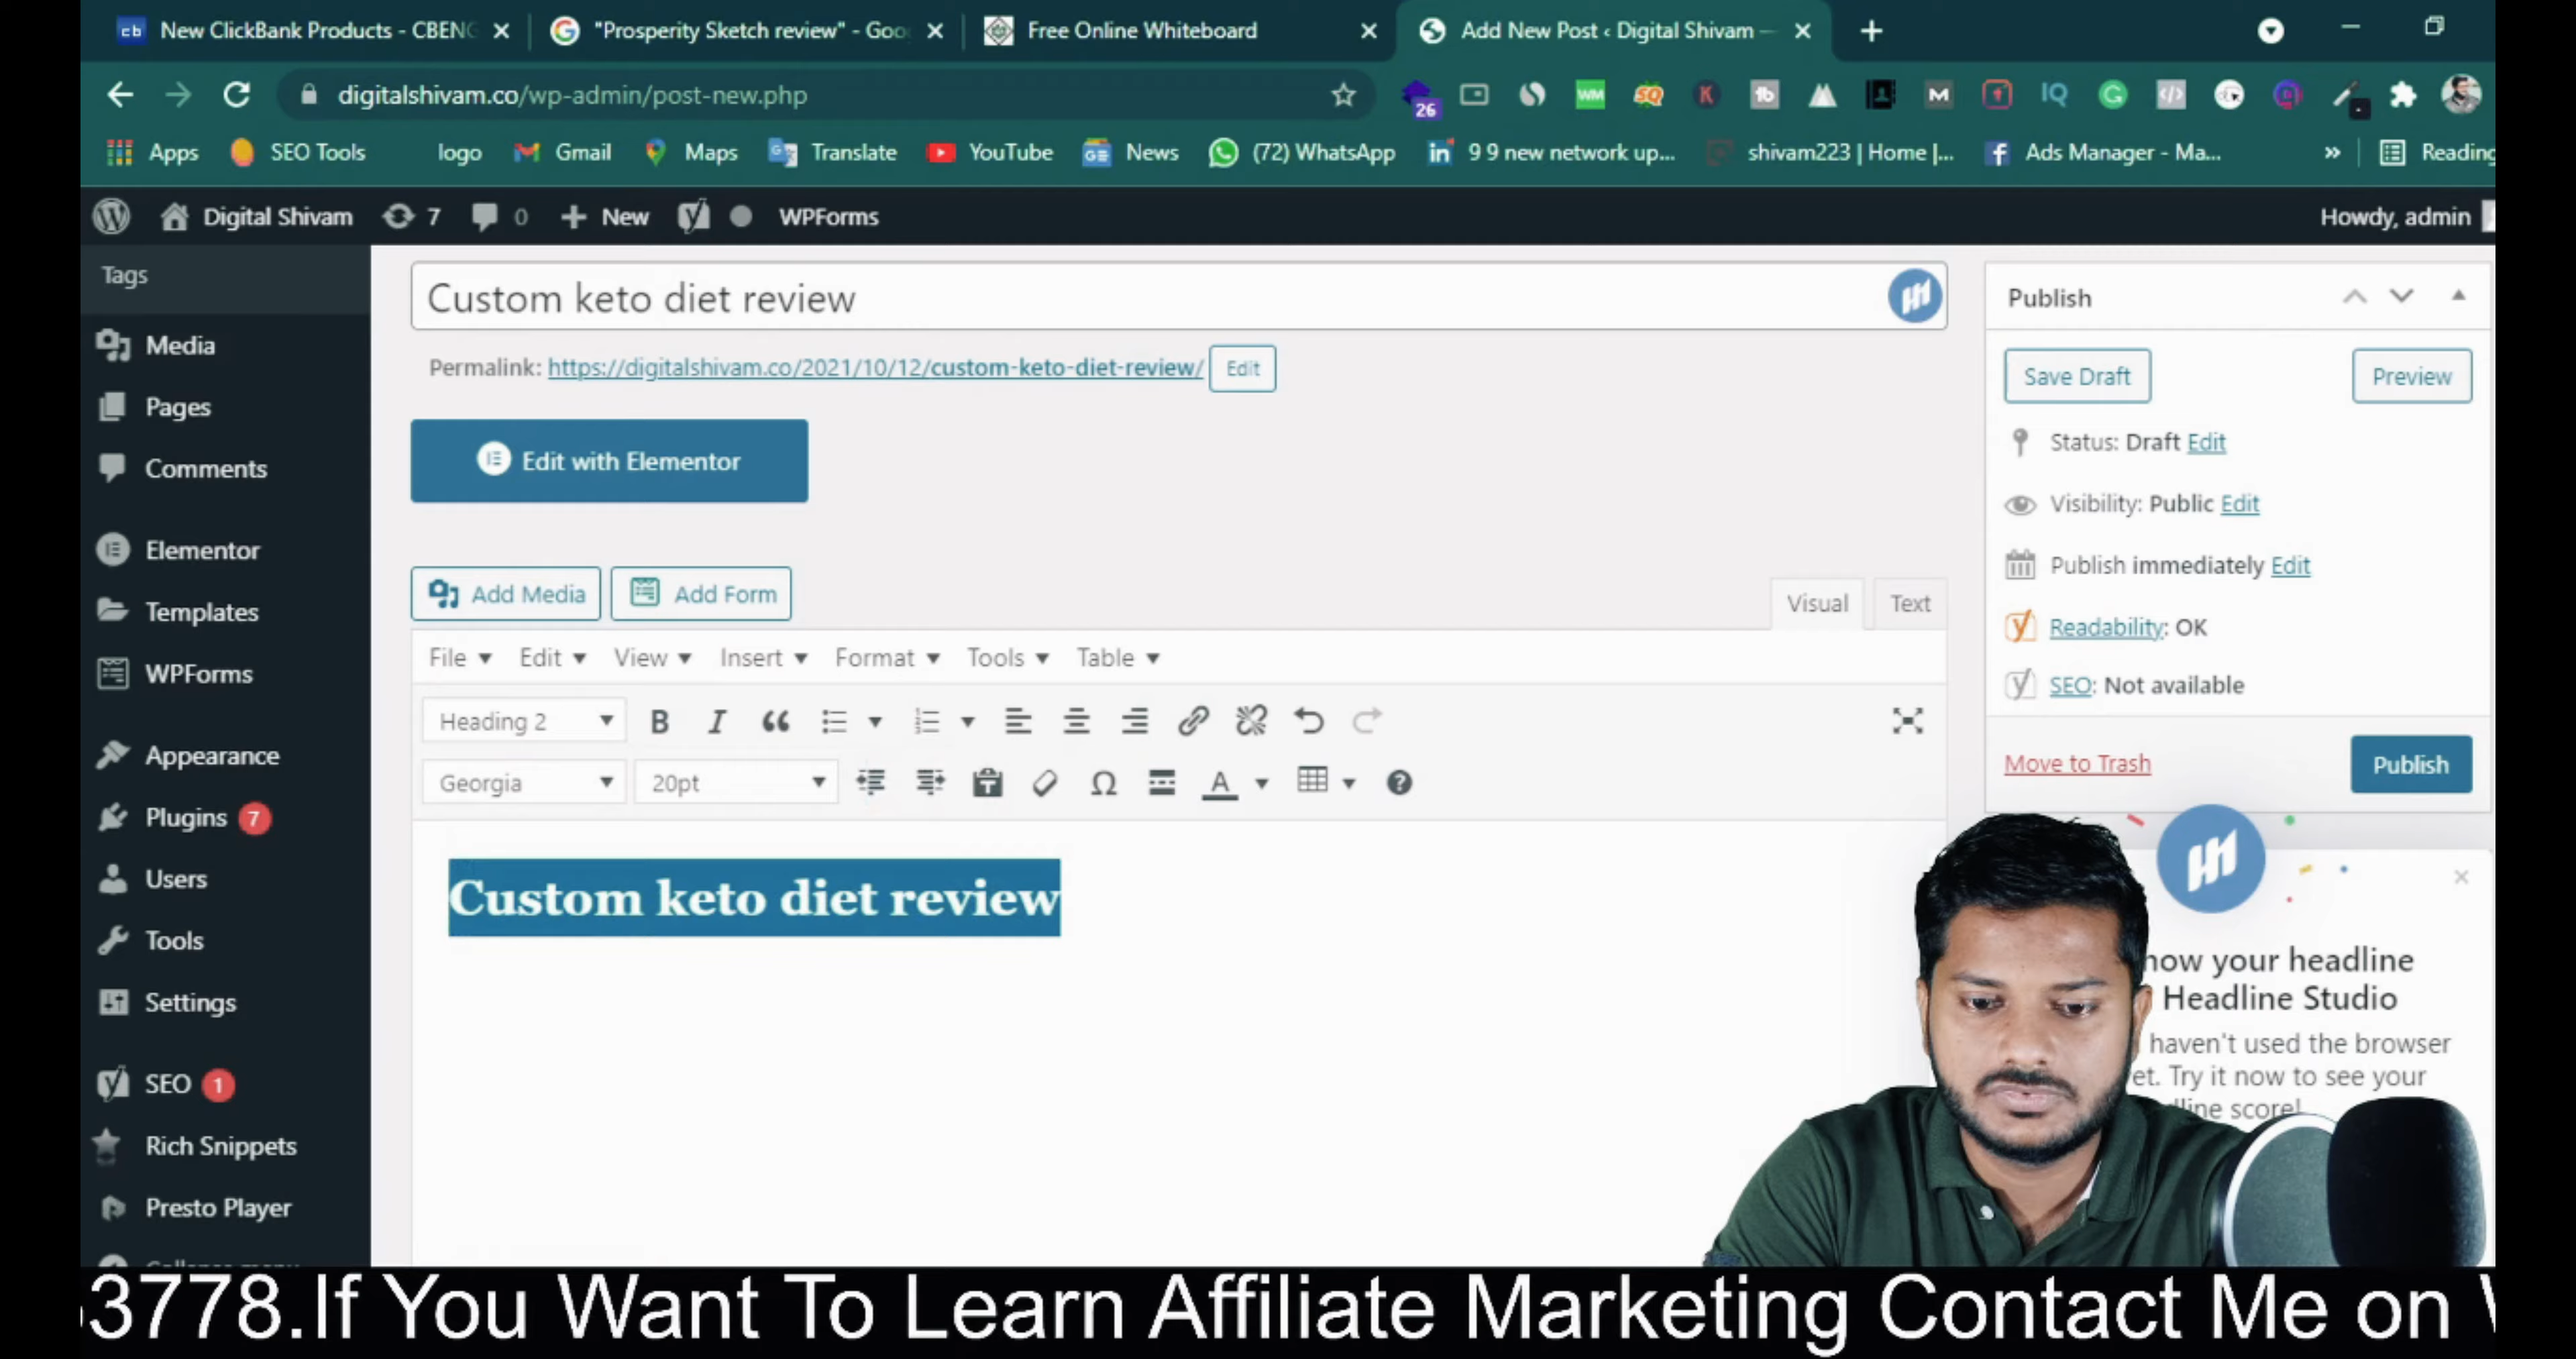 New ClickBank Products - CBENG
"Prosperity Sketch review" - Goo
Free Online Whiteboard
Add New Post ‹ Digital Shivam —
digitalshivam.co/wp-admin/post-new.php
26
Apps
SEO Tools
logo
Gmail
Maps
Translate
YouTube
News
(72) WhatsApp
9 9 new network up...
shivam223 | Home |...
Ads Manager - Ma...
»
Reading
Digital Shivam
7
0
New
WPForms
Howdy, admin
Tags
Media
Pages
Comments
Elementor
Templates
WPForms
Appearance
Plugins 7
Users
Tools
Settings
SEO 1
Rich Snippets
Presto Player
Custom keto diet review
Permalink: https://digitalshivam.co/2021/10/12/custom-keto-diet-review/ Edit
Edit with Elementor
Add Media
Add Form
Visual
Text
File Edit View Insert Format Tools Table
Heading 2
Georgia
20pt
Custom keto diet review
Publish
Save Draft
Preview
Status: Draft Edit
Visibility: Public Edit
Publish immediately Edit
Readability: OK
SEO: Not available
Move to Trash
Publish
now your headline
Headline Studio
haven't used the browser
et. Try it now to see your
dline score!
3778.If You Want To Learn Affiliate Marketing Contact Me on